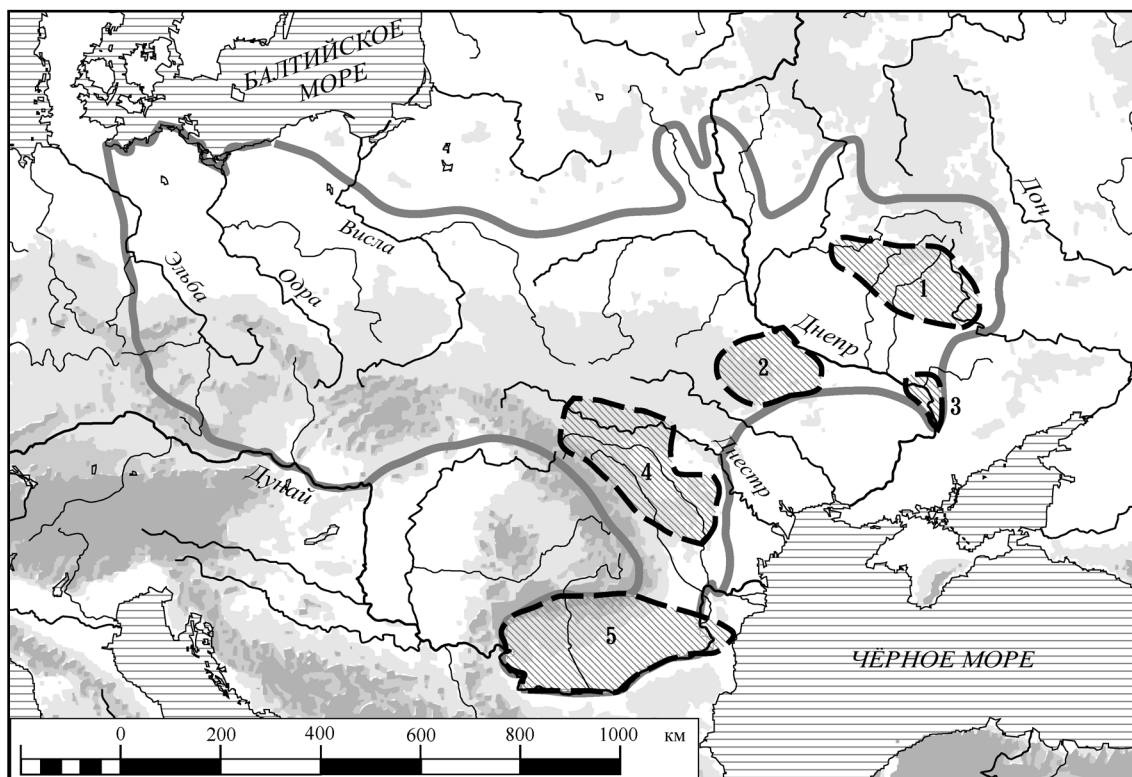 БАЛТИЙСКОЕ
МОРЕ
Дон
Висла
Эльба
Одра
1
Днепр
2
3
Днестр
4
Дунай
5
ЧЁРНОЕ МОРЕ
0 200 400 600 800 1000 км